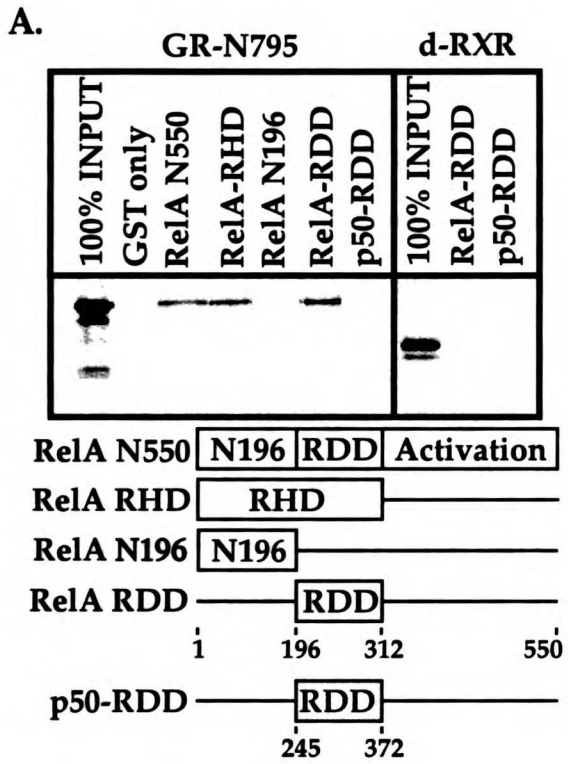 A.
GR-N795
d-RXR
100% INPUT
GST only
RelA N550
RelA-RHD
RelA N196
RelA-RDD
p50-RDD
100% INPUT
RelA-RDD
p50-RDD
RelA N550 N196 RDD Activation
RelA RHD RHD
RelA N196 N196
RelA RDD RDD
1 196 312 550
p50-RDD RDD
245 372